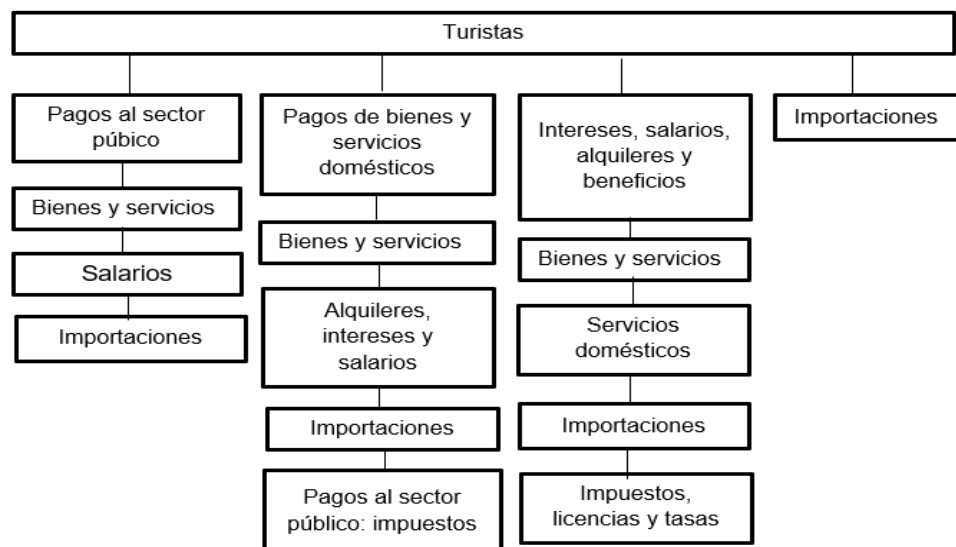 Turistas
Pagos al sector
púbico
Bienes y servicios
Salarios
Importaciones
Pagos de bienes y
servicios
domésticos
Bienes y servicios
Alquileres,
intereses y
salarios
Importaciones
Pagos al sector
público: impuestos
Intereses, salarios,
alquileres y
beneficios
Bienes y servicios
Servicios
domésticos
Importaciones
Impuestos,
licencias y tasas
Importaciones